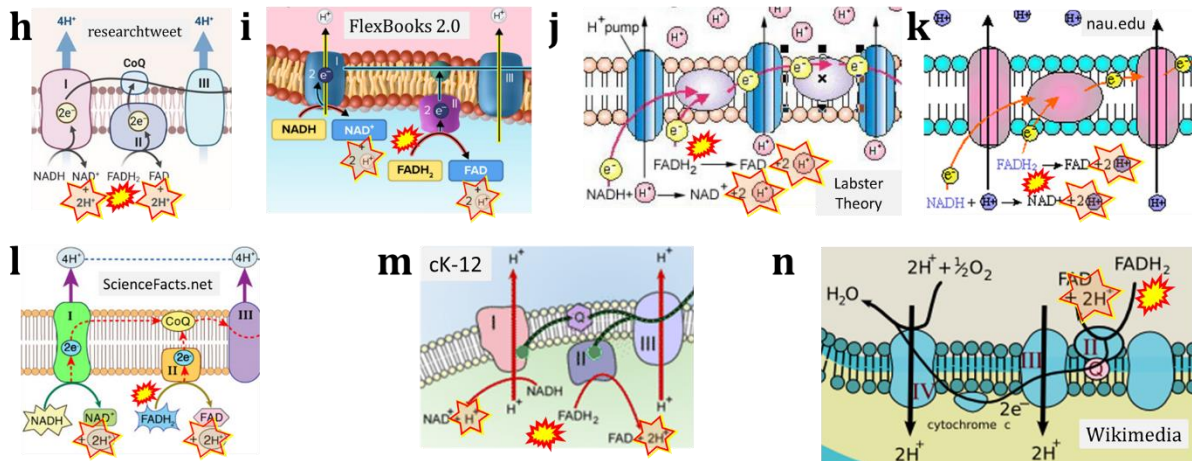 h
4H⁺
researchtweet
4H⁺
CoQ
I
III
2e⁻
2e⁻
II
NADH NAD⁺ FADH₂ FAD
+ 2H⁺
+ 2H⁺
i
H⁺
FlexBooks 2.0
H⁺
I
2 e⁻
III
II
2 e⁻
NADH
NAD⁺
+
2 H⁺
FADH₂
FAD
+
2 H⁺
j
H⁺ pump
H⁺
H⁺
H⁺
H⁺
e⁻
e⁻
e⁻
e⁻
e⁻
H⁺
H⁺
FADH₂ → FAD +2 H⁺
NADH+ H⁺ → NAD⁺ +2 H⁺
Labster
Theory
k
H+
H+
H+
H+
nau.edu
H+
e⁻
e⁻
e⁻
e⁻
FADH₂ → FAD +2 H+
NADH + H+ → NAD+ +2 H+
l
4H⁺
4H⁺
ScienceFacts.net
I
CoQ
III
2e⁻
2e⁻
II
NADH
NAD⁺
FADH₂
FAD
+ 2H⁺
+ 2H⁺
m
cK-12
H⁺
H⁺
I
Q
II
III
NADH
H⁺
H⁺
NAD⁺ + H⁺
FADH₂
FAD + 2H⁺
n
2H⁺ + ½O₂
FAD
FADH₂
+ 2H⁺
H₂O
II
III
Q
IV
2e⁻
cytochrome c
2H⁺
2H⁺
Wikimedia